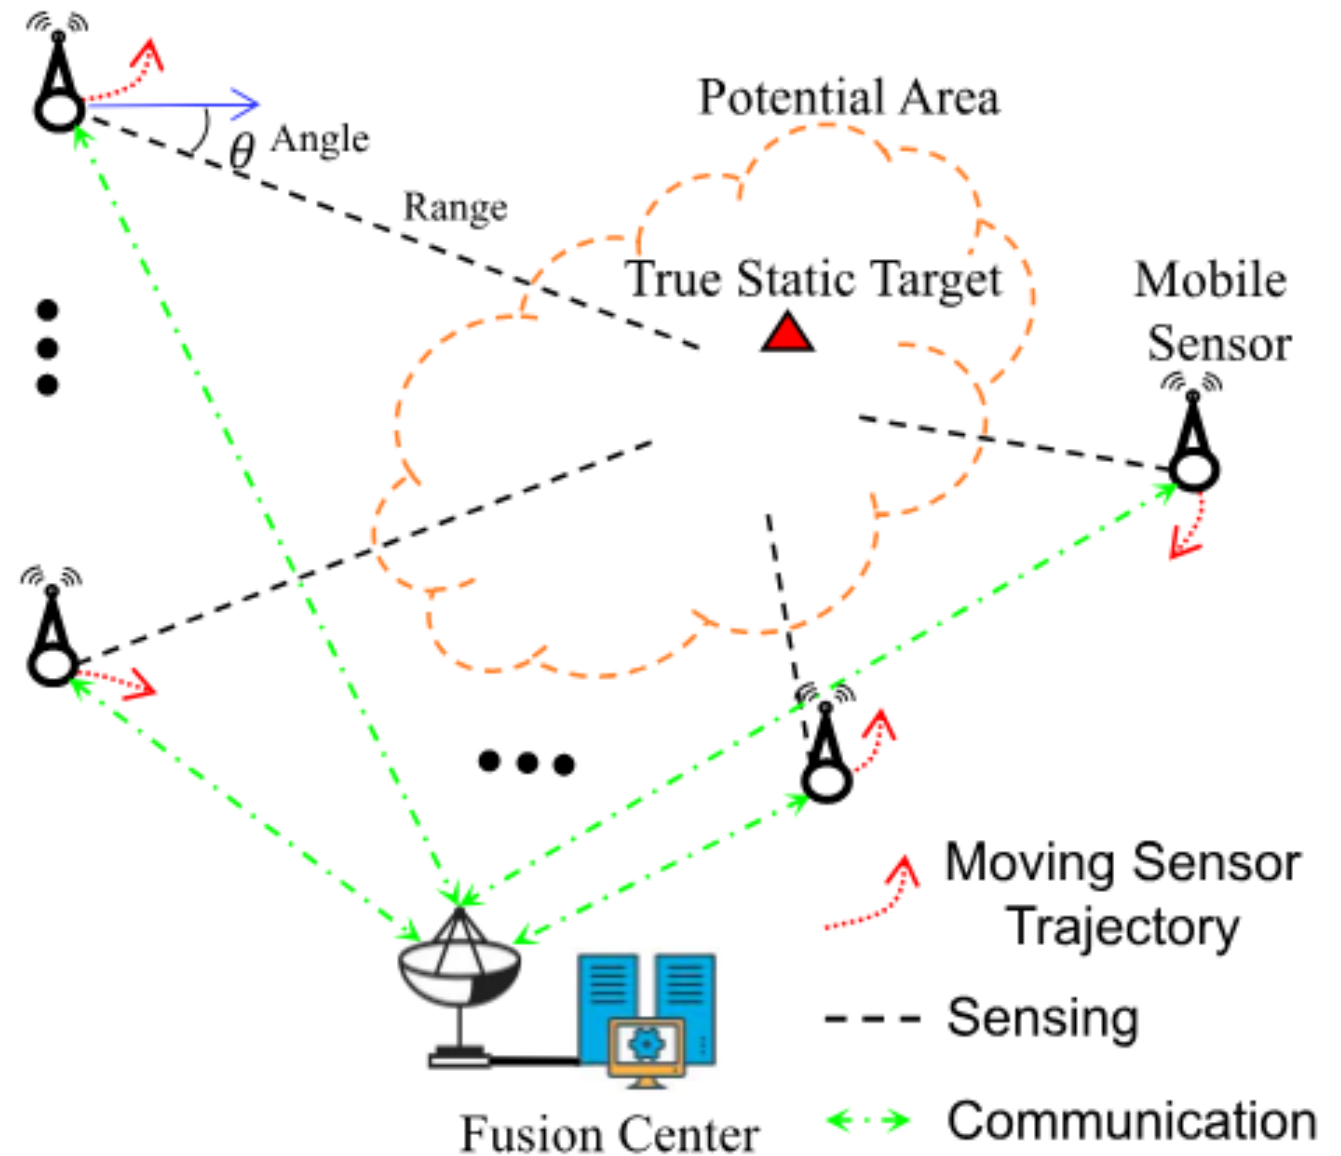 Potential Area
θ Angle
Range
True Static Target
Mobile
Sensor
Moving Sensor
Trajectory
Sensing
Communication
Fusion Center